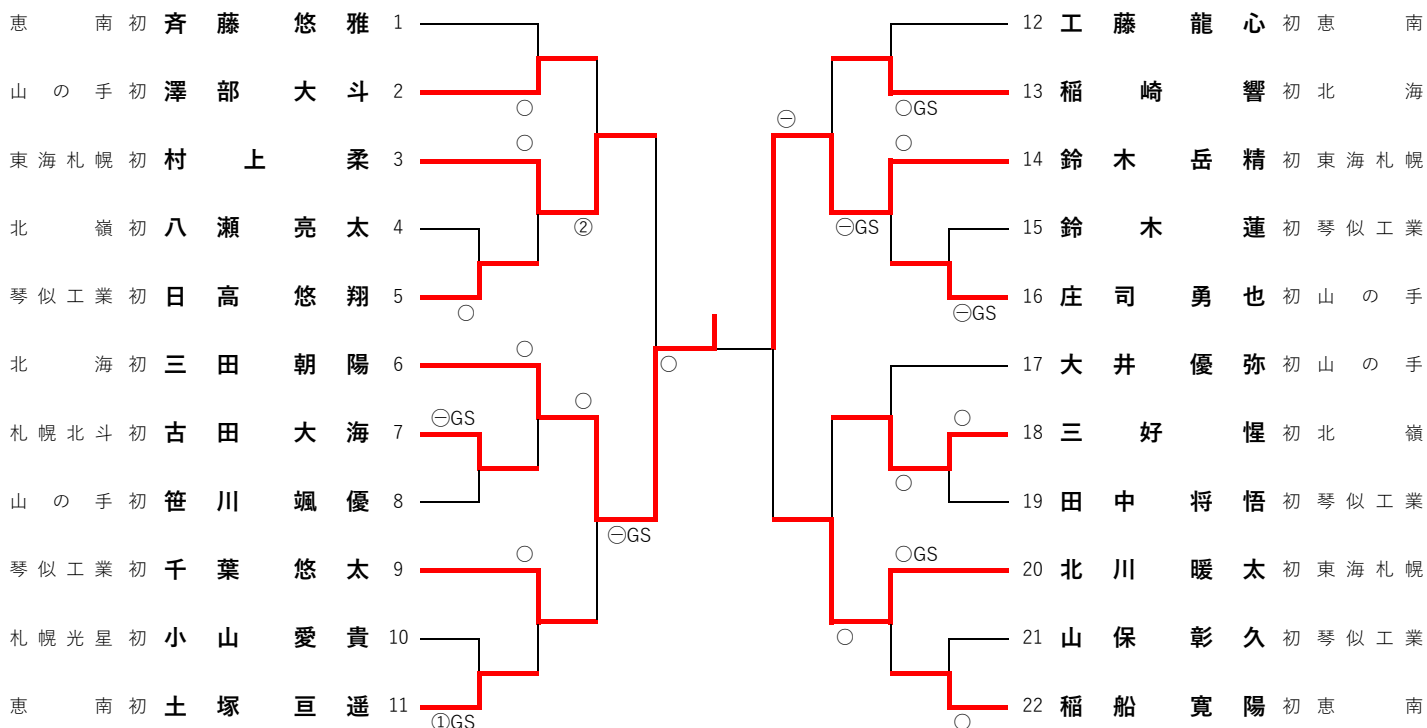 恵南 初 斉藤悠雅 1
○
山の手 初 澤部大斗 2
○
東海札幌 初 村上柔 3
②
北嶺 初 八瀬亮太 4
琴似工業 初 日高悠翔 5
○
○
北海 初 三田朝陽 6
○
○
㊀GS
札幌北斗 初 古田大海 7
山の手 初 笹川颯優 8
㊀GS
○
琴似工業 初 千葉悠太 9
札幌光星 初 小山愛貴 10
恵南 初 土塚亘遥 11
①GS
12 工藤龍心 初 恵南
13 稲崎響 初 北海
○GS
㊀
○
14 鈴木岳精 初 東海札幌
㊀GS
15 鈴木蓮 初 琴似工業
16 庄司勇也 初 山の手
㊀GS
17 大井優弥 初 山の手
○
18 三好惺 初 北嶺
○
19 田中将悟 初 琴似工業
○GS
20 北川暖太 初 東海札幌
○
21 山保彰久 初 琴似工業
22 稲船寛陽 初 恵南
○